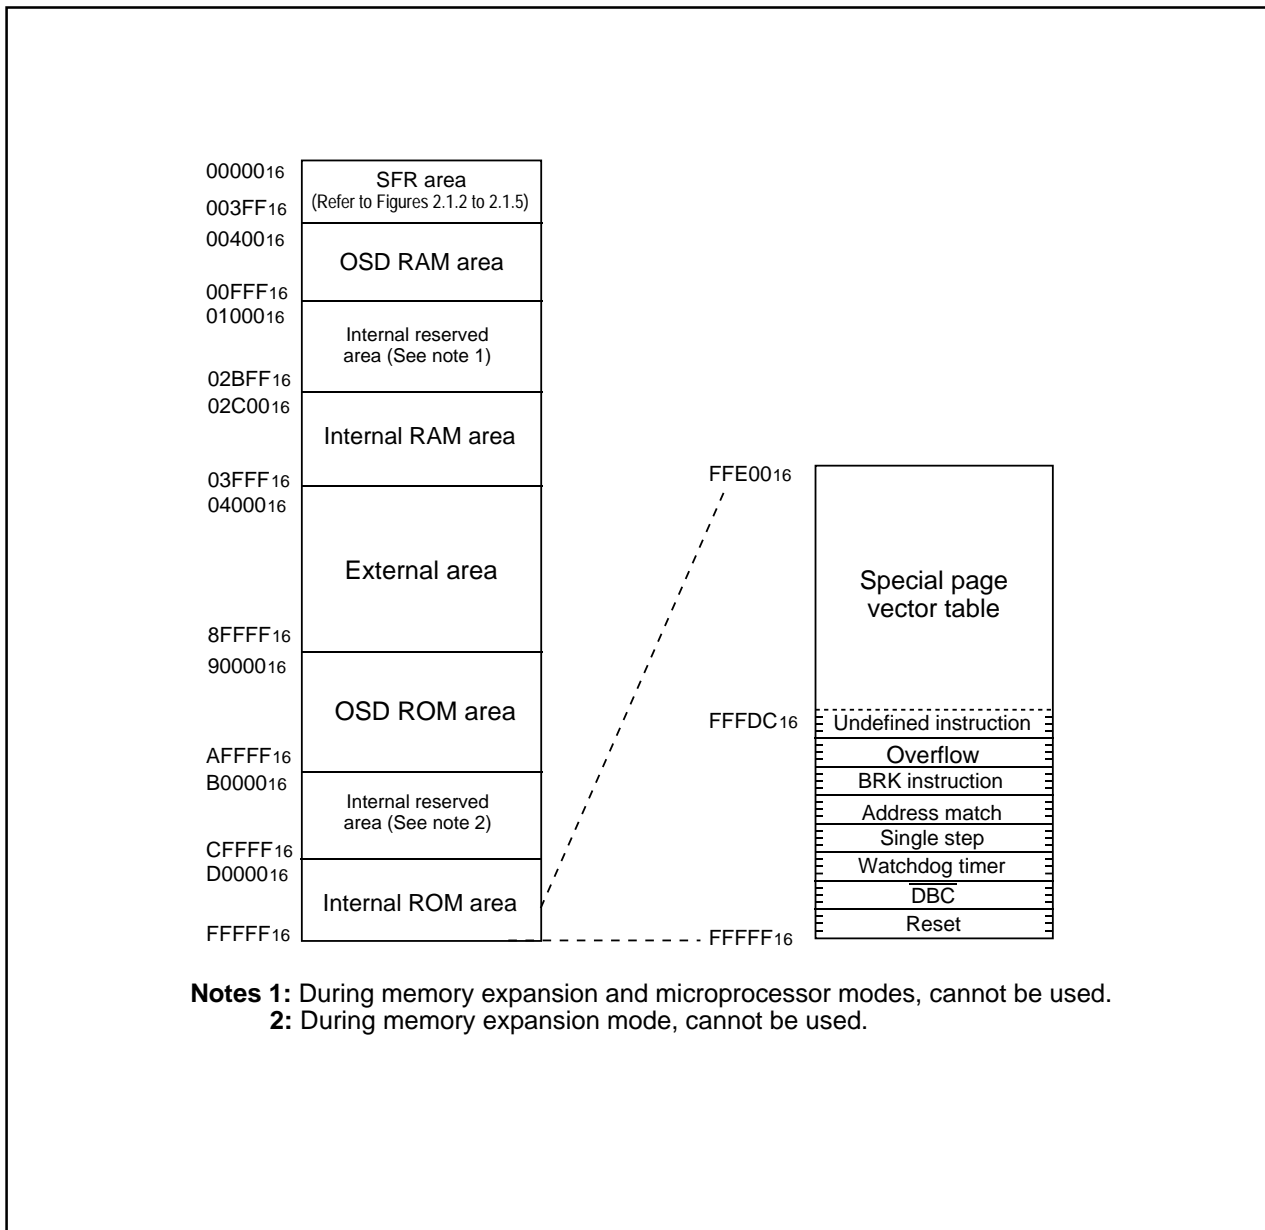 00000₁₆
SFR area
(Refer to Figures 2.1.2 to 2.1.5)
003FF₁₆
00400₁₆
OSD RAM area
00FFF₁₆
01000₁₆
Internal reserved
area (See note 1)
02BFF₁₆
02C00₁₆
Internal RAM area
03FFF₁₆
04000₁₆
External area
8FFFF₁₆
90000₁₆
OSD ROM area
AFFFF₁₆
B0000₁₆
Internal reserved
area (See note 2)
CFFFF₁₆
D0000₁₆
Internal ROM area
FFFFF₁₆
FFE00₁₆
Special page
vector table
FFFDC₁₆
Undefined instruction
Overflow
BRK instruction
Address match
Single step
Watchdog timer
D̅B̅C̅
Reset
FFFFF₁₆
Notes 1: During memory expansion and microprocessor modes, cannot be used.
2: During memory expansion mode, cannot be used.